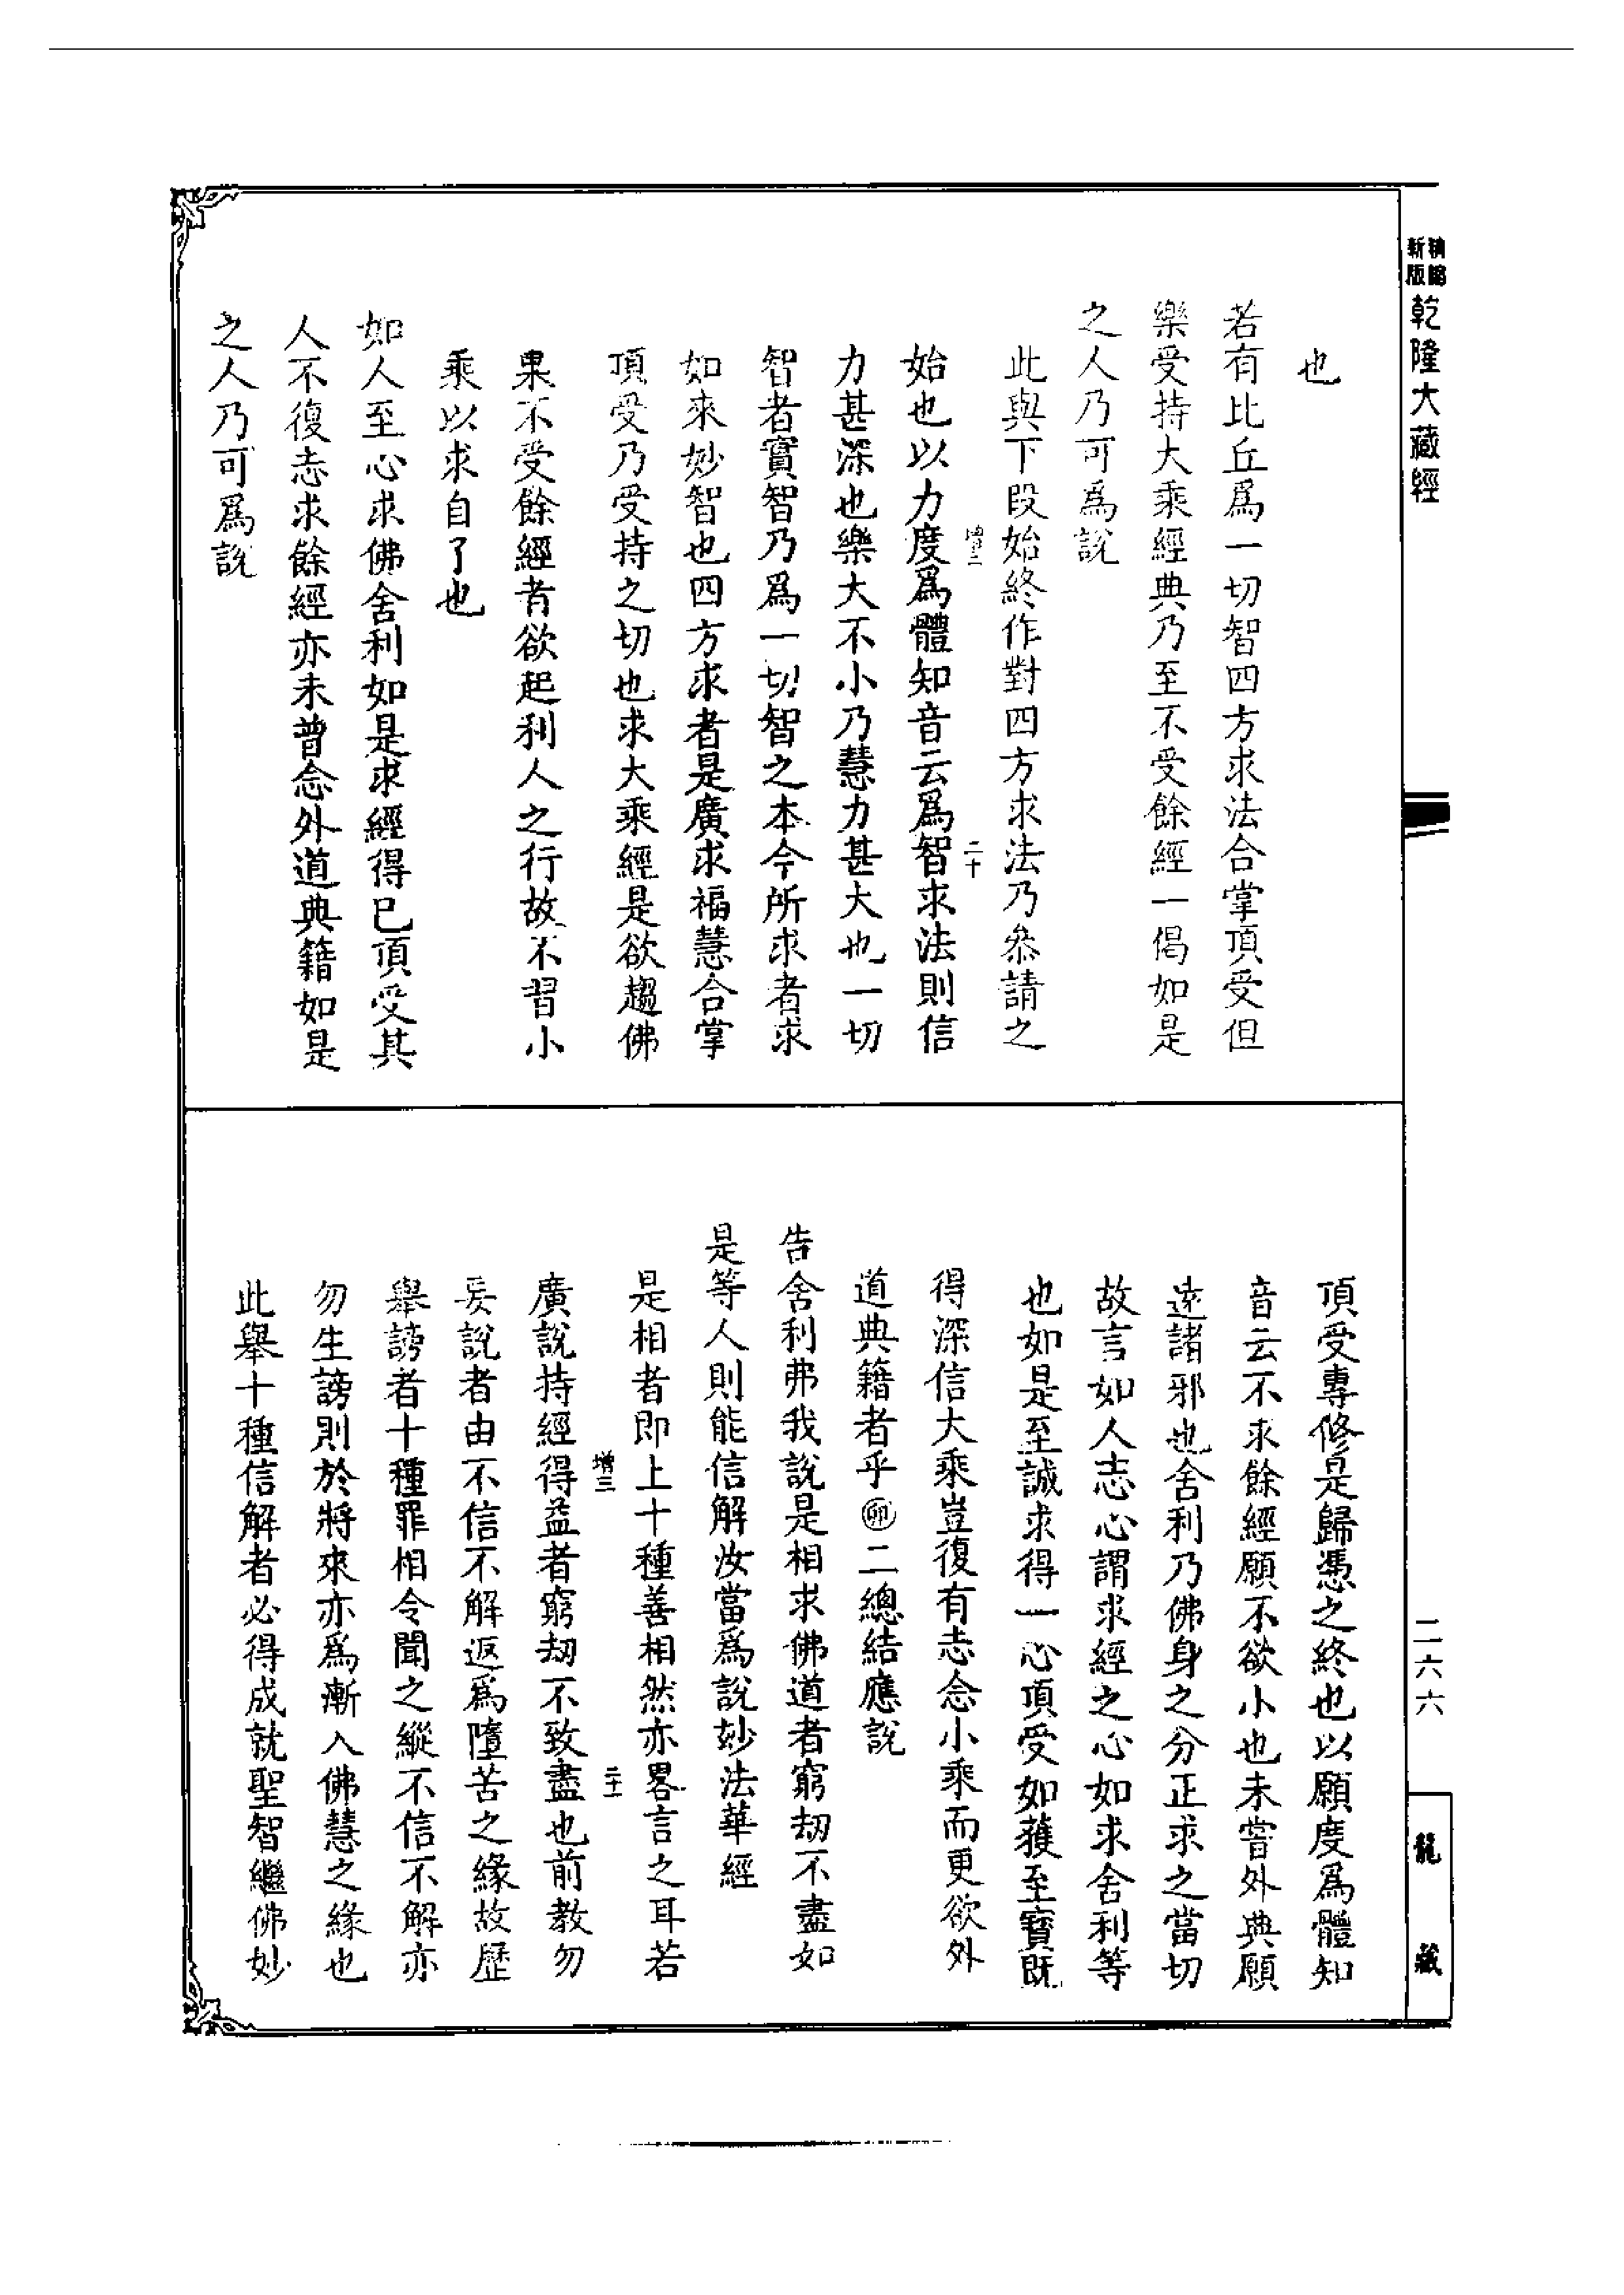 精縮
新版
乾隆大藏經
也
若有比丘爲一切智四方求法合掌頂受但
樂受持大乘經典乃至不受餘經一偈如是
之人乃可爲說
此與下段始終作對四方求法乃叅請之
增三
二十
始也以力度爲體知音云爲智求法則信
力甚深也樂大不小乃慧力甚大也一切
智者實智乃爲一切智之本今所求者求
如來妙智也四方求者是廣求福慧合掌
頂受乃受持之切也求大乘經是欲趨佛
果不受餘經者欲起利人之行故不習小
乘以求自了也
如人至心求佛舍利如是求經得已頂受其
人不復志求餘經亦未曾念外道典籍如是
之人乃可爲說
二六六
龍藏
頂受專修是歸憑之終也以願度爲體知
音云不求餘經願不欲小也未嘗外典願
遠諸邪也舍利乃佛身之分正求之當切
故言如人志心謂求經之心如求舍利等
也如是至誠求得一心頂受如獲至寶既
得深信大乘豈復有志念小乘而更欲外
道典籍者乎㊞二總結應說
告舍利弗我說是相求佛道者窮劫不盡如
是等人則能信解汝當爲說妙法華經
是相者即上十種善相然亦畧言之耳若
增三
二十一
廣說持經得益者窮劫不致盡也前教勿
妄說者由不信不解返爲墮苦之緣故歷
舉謗者十種罪相令聞之縱不信不解亦
勿生謗則於將來亦爲漸入佛慧之緣也
此舉十種信解者必得成就聖智繼佛妙